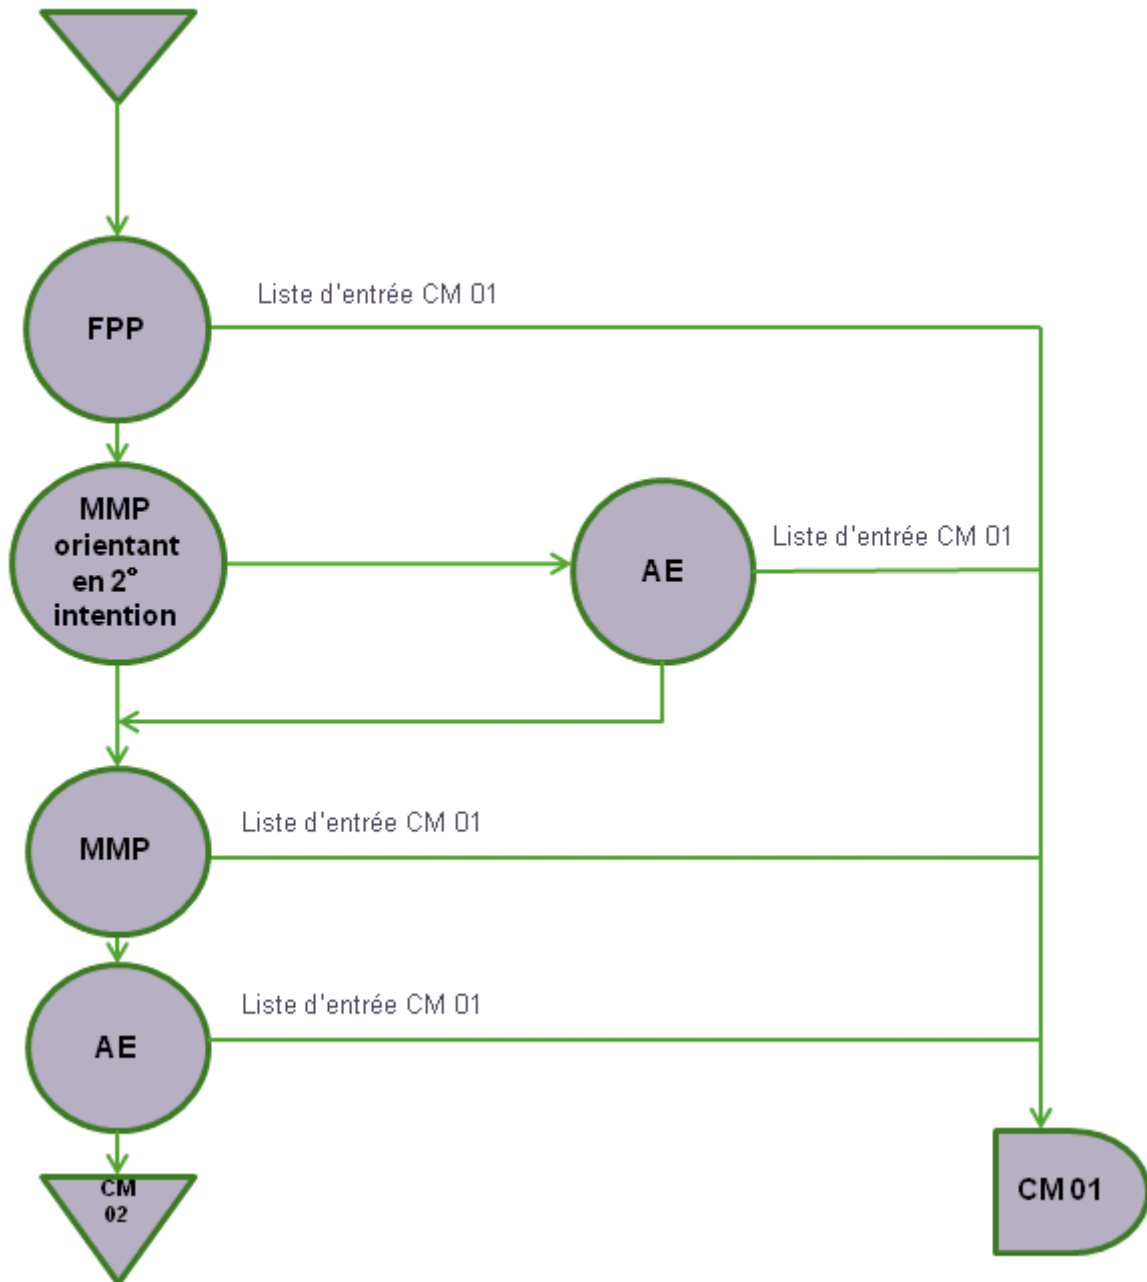 Liste d'entrée CM 01
FPP
MMP
orientant
en 2°
intention
Liste d'entrée CM 01
AE
Liste d'entrée CM 01
MMP
Liste d'entrée CM 01
AE
CM
02
CM 01